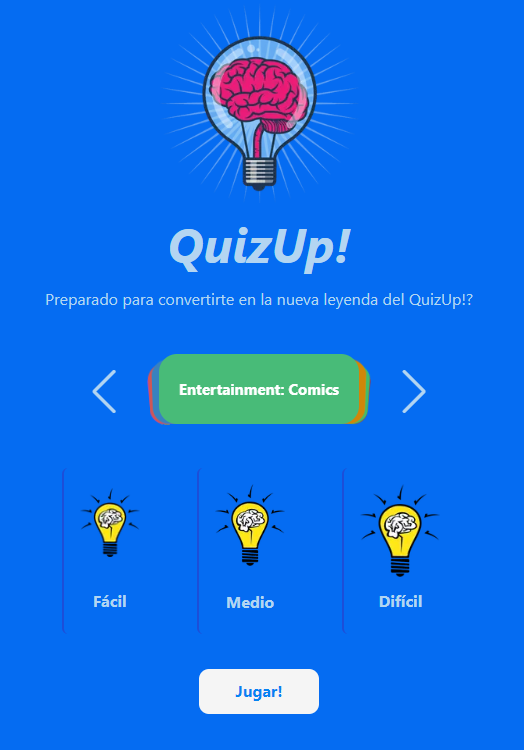 QuizUp!
Preparado para convertirte en la nueva leyenda del QuizUp!?
Entertainment: Comics
Fácil
Medio
Difícil
Jugar!